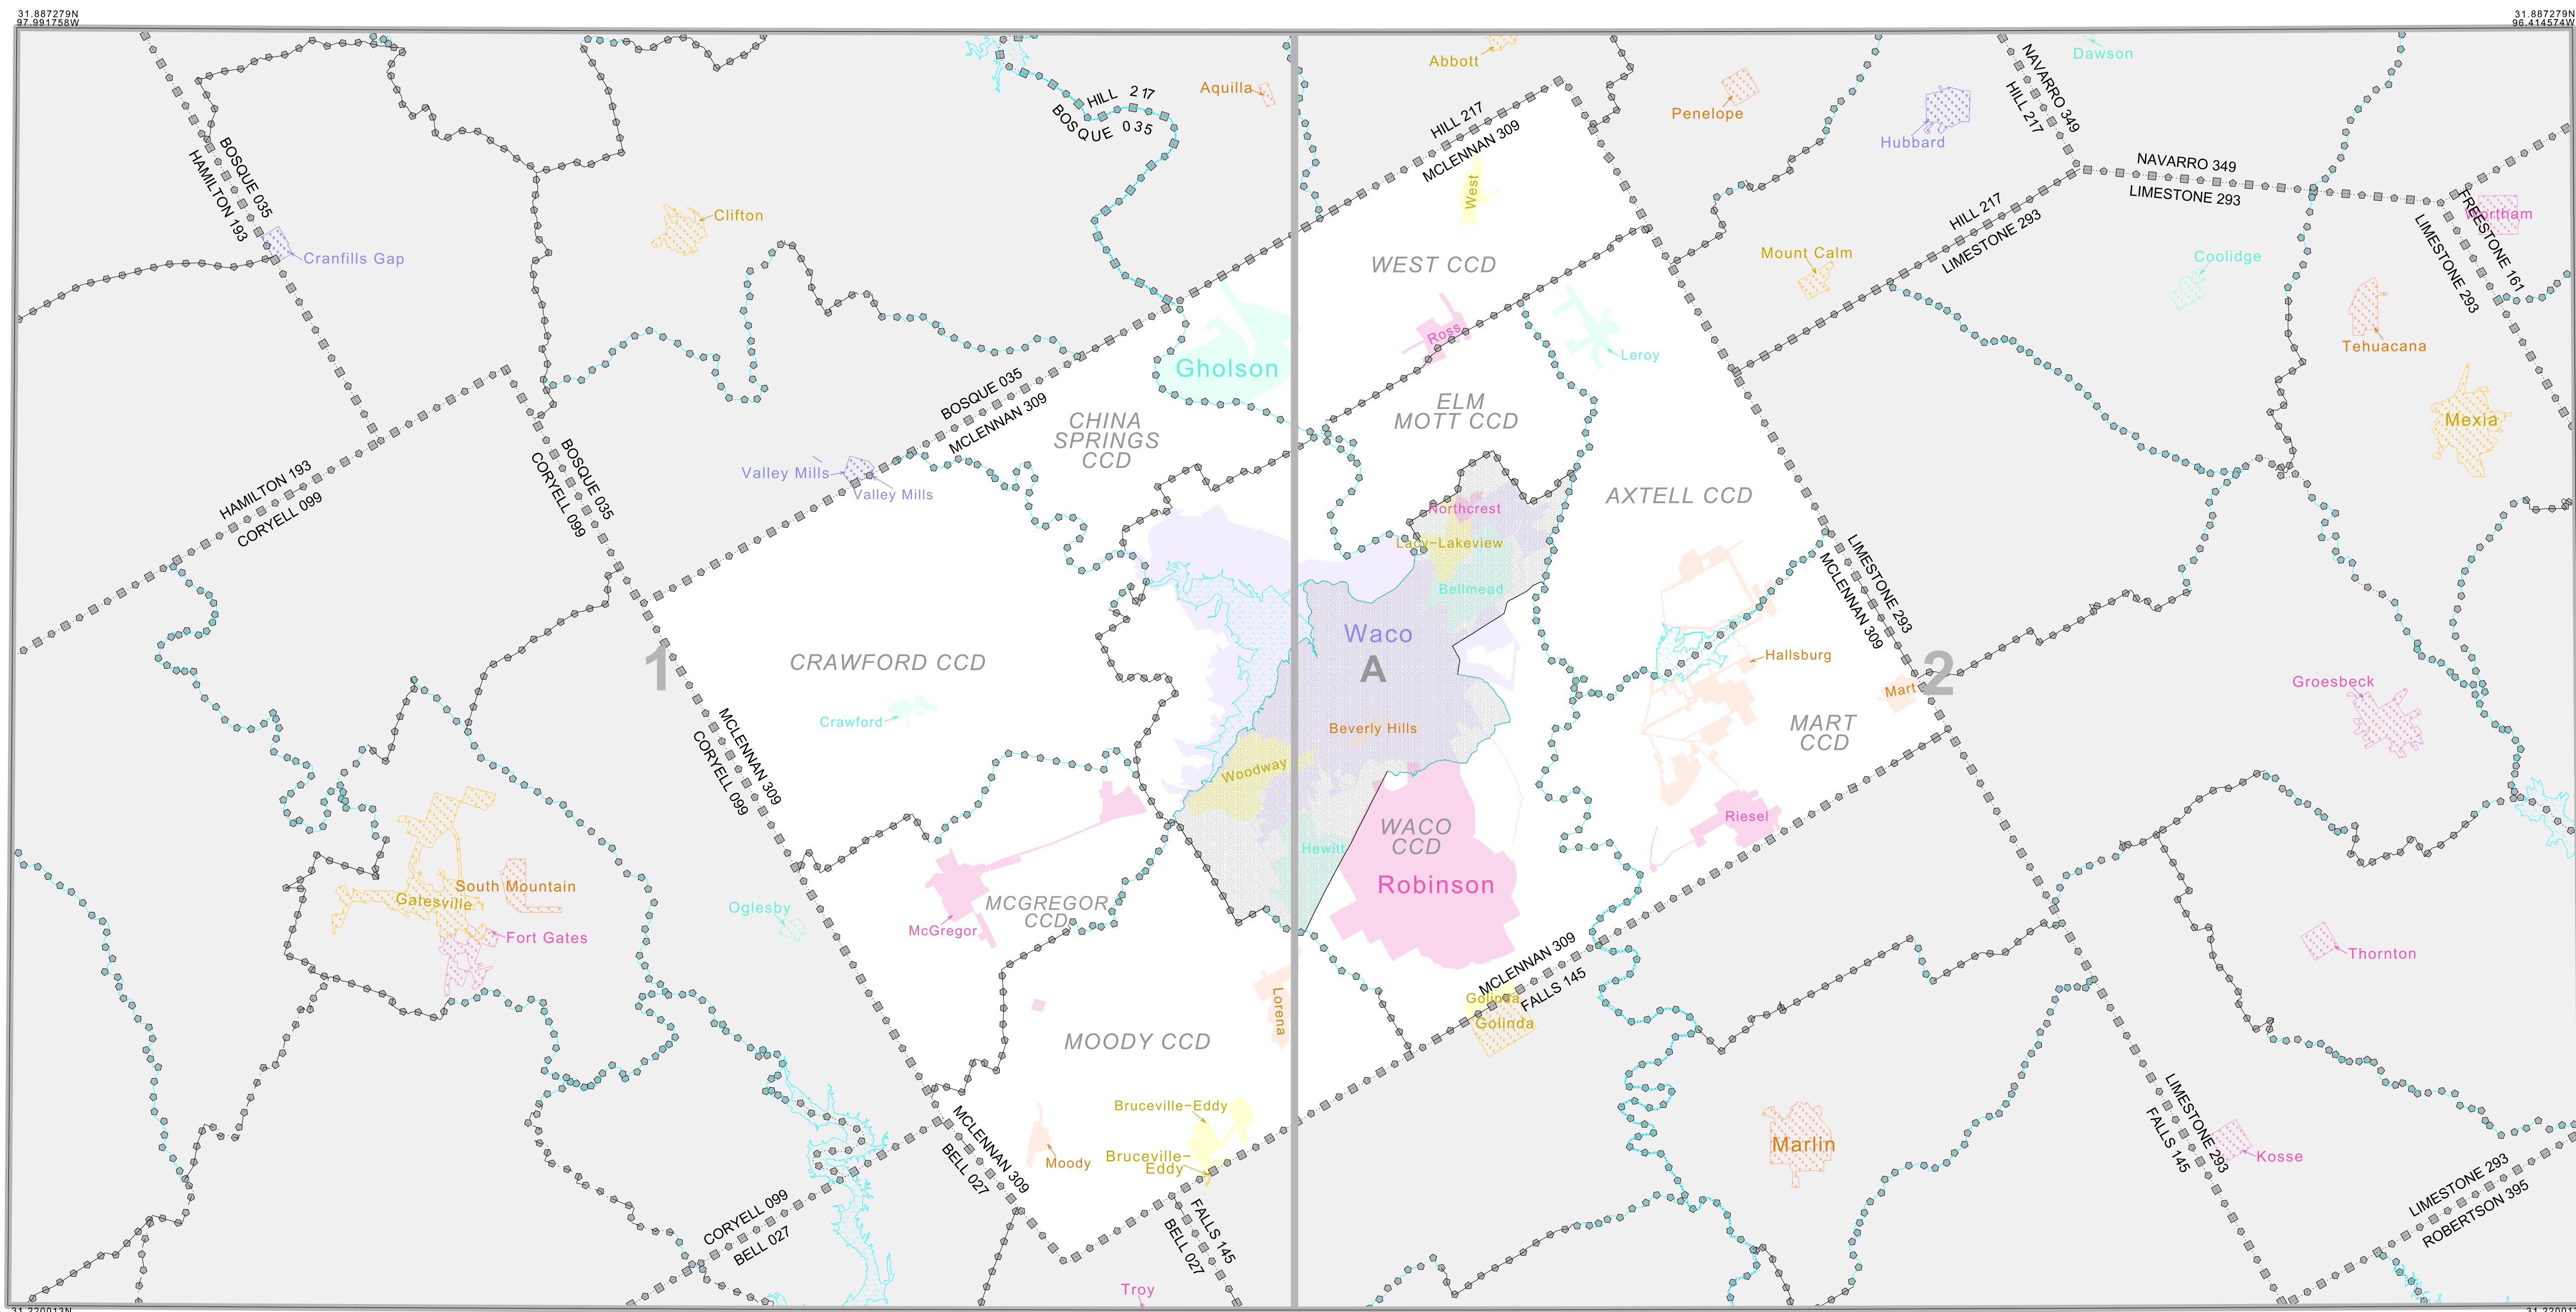 31.887279N
97.991758W
31.887279N
96.414574W
Dawson
Abbott
Aquilla
HILL 217
BOSQUE 035
Penelope
Hubbard
NAVARRO 349
HILL 217
HILL 217
MCLENNAN 309
BOSQUE 035
HAMILTON 193
Clifton
Cranfills Gap
West
WEST CCD
NAVARRO 349
LIMESTONE 293
HILL 217
LIMESTONE 293
Wortham
FREESTONE 161
LIMESTONE 293
Mount Calm
Coolidge
Tehuacana
Ross
Leroy
Gholson
BOSQUE 035
MCLENNAN 309
CHINA
SPRINGS
CCD
ELM
MOTT CCD
Mexia
HAMILTON 193
CORYELL 099
BOSQUE 035
CORYELL 099
Valley Mills
Valley Mills
AXTELL CCD
Northcrest
Lacy-Lakeview
Bellmead
LIMESTONE 293
MCLENNAN 309
Waco
A
1
CRAWFORD CCD
Hallsburg
2
Mart
Groesbeck
Crawford
Beverly Hills
MART
CCD
MCLENNAN 309
CORYELL 099
Woodway
Riesel
WACO
CCD
Hewitt
Robinson
South Mountain
Gatesville
Fort Gates
Oglesby
MCGREGOR
CCD
McGregor
MCLENNAN 309
FALLS 145
Thornton
Lorena
Golinda
Golinda
MOODY CCD
Bruceville-Eddy
Bruceville-
Eddy
Moody
MCLENNAN 309
BELL 027
Marlin
LIMESTONE 293
FALLS 145
Kosse
CORYELL 099
BELL 027
FALLS 145
BELL 027
LIMESTONE 293
ROBERTSON 395
Troy
31.220013N
31.22001